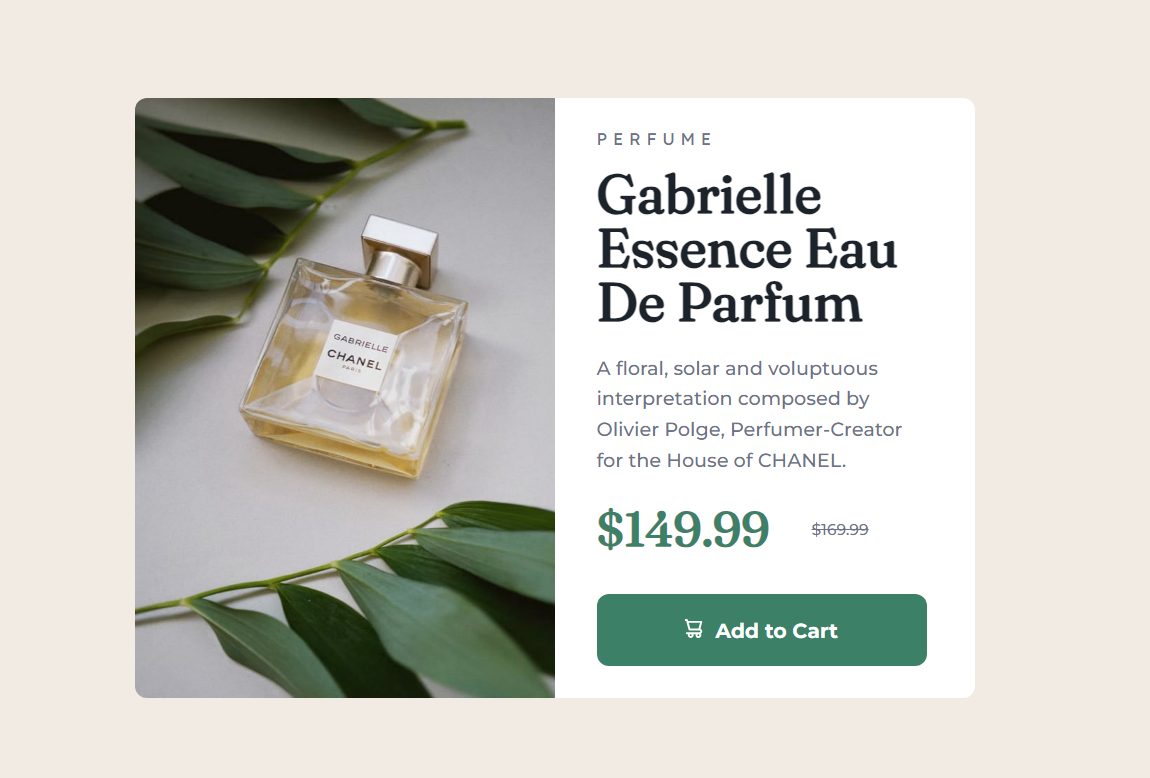 GABRIELLE
CHANEL
PARIS
PERFUME
Gabrielle
Essence Eau
De Parfum
A floral, solar and voluptuous
interpretation composed by
Olivier Polge, Perfumer-Creator
for the House of CHANEL.
$149.99 $169.99
Add to Cart